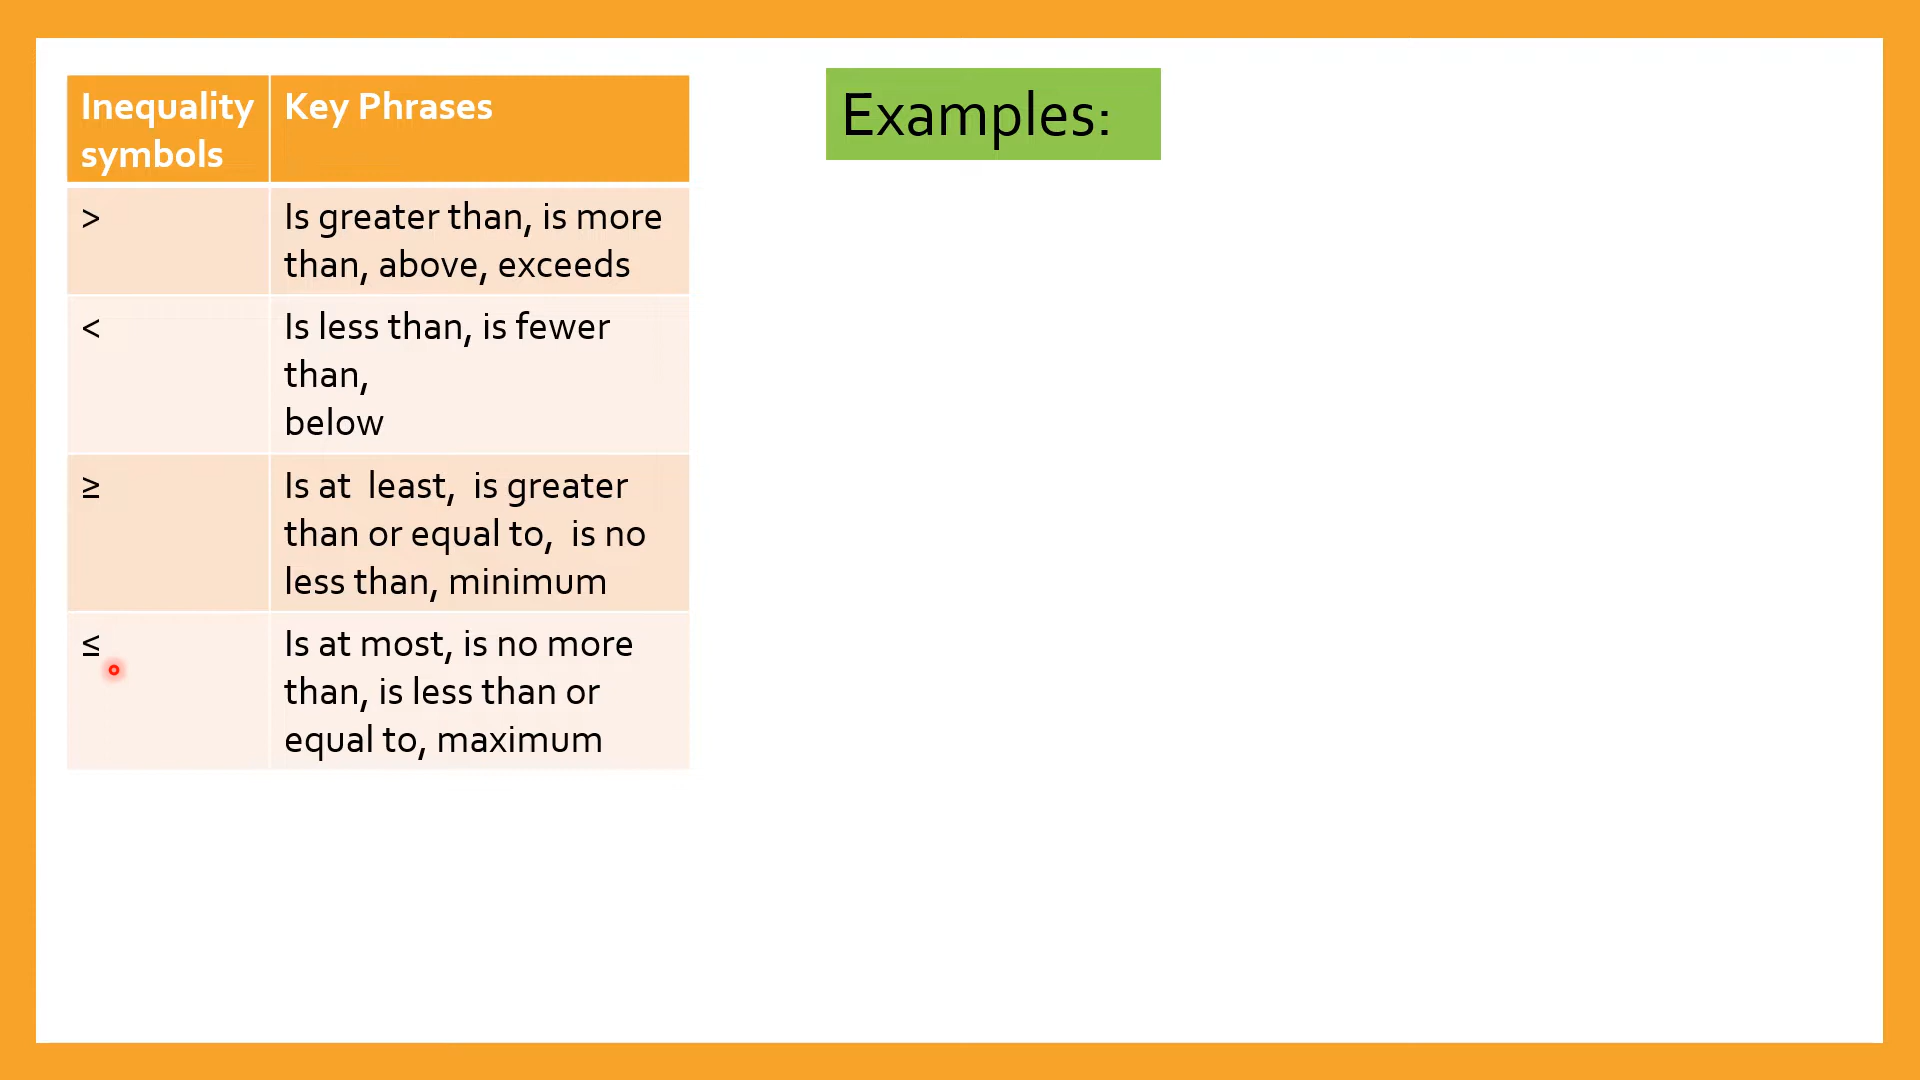 Inequality symbols
Key Phrases
>
Is greater than, is more
than, above, exceeds
<
Is less than, is fewer
than,
below
≥
Is at  least,  is greater
than or equal to,  is no
less than, minimum
≤
Is at most, is no more
than, is less than or
equal to, maximum
Examples: